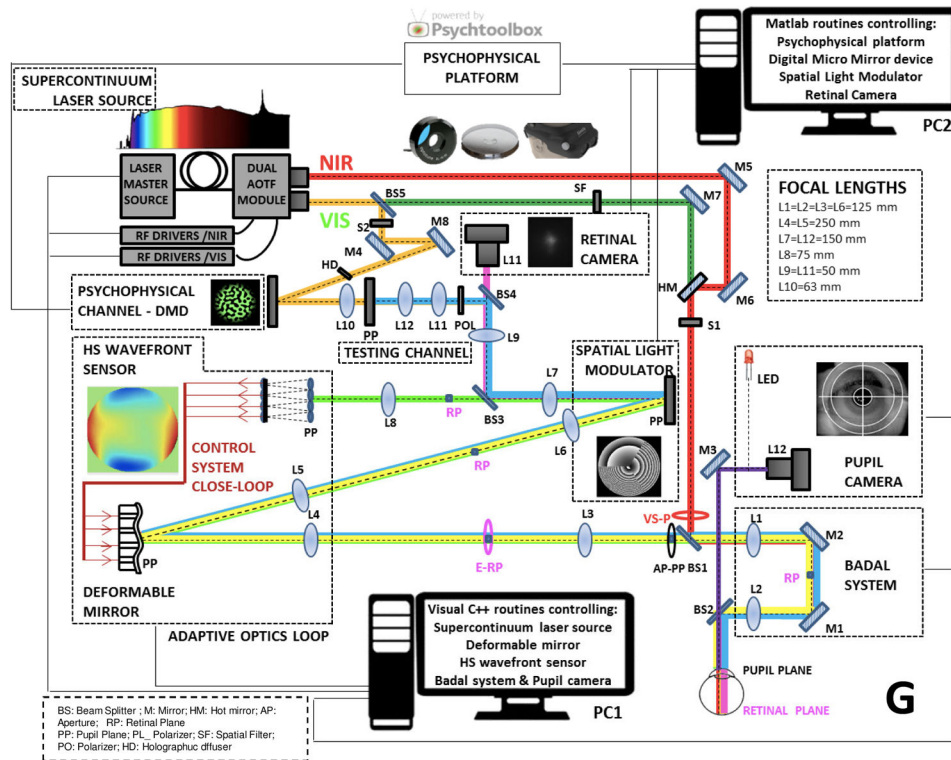 powered by
Psychtoolbox
PSYCHOPHYSICAL
PLATFORM
Matlab routines controlling:
Psychophysical platform
Digital Micro Mirror device
Spatial Light Modulator
Retinal Camera
PC2
SUPERCONTINUUM
LASER SOURCE
LASER
MASTER
SOURCE
DUAL
AOTF
MODULE
RF DRIVERS /NIR
RF DRIVERS /VIS
NIR
VIS
BS5
S2
M4
M8
HD
SF
M7
M5
M6
HM
S1
FOCAL LENGTHS
L1=L2=L3=L6=125 mm
L4=L5=250 mm
L7=L12=150 mm
L8=75 mm
L9=L11=50 mm
L10=63 mm
RETINAL
CAMERA
L11
BS4
PSYCHOPHYSICAL
CHANNEL - DMD
L10
PP
L12
L11
POL
L9
TESTING CHANNEL
HS WAVEFRONT
SENSOR
PP
CONTROL
SYSTEM
CLOSE-LOOP
L8
RP
BS3
L7
SPATIAL LIGHT
MODULATOR
PP
L6
RP
L5
L4
PP
DEFORMABLE
MIRROR
ADAPTIVE OPTICS LOOP
E-RP
L3
AP-PP
BS1
VS-P
LED
M3
L12
PUPIL
CAMERA
L1
M2
RP
L2
M1
BS2
BADAL
SYSTEM
PUPIL PLANE
RETINAL PLANE
G
Visual C++ routines controlling:
Supercontinuum laser source
Deformable mirror
HS wavefront sensor
Badal system & Pupil camera
PC1
BS: Beam Splitter ; M: Mirror; HM: Hot mirror; AP:
Aperture; RP: Retinal Plane
PP: Pupil Plane; PL_ Polarizer; SF: Spatial Filter;
PO: Polarizer; HD: Holographuc dffuser